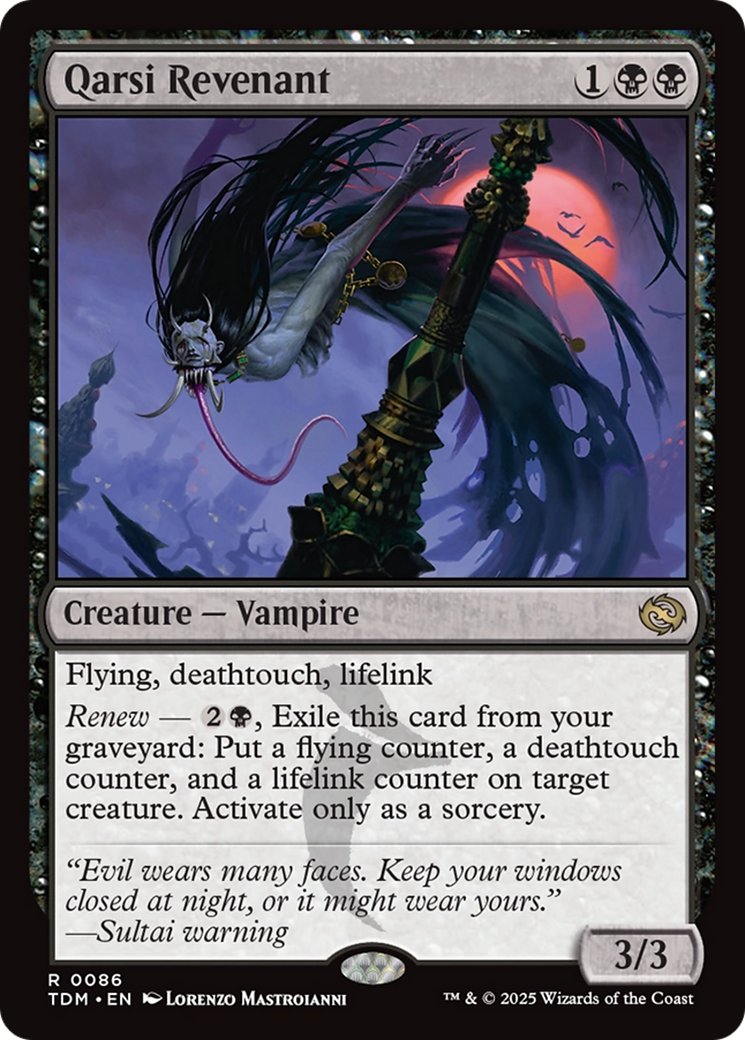 Qarsi Revenant 1
Creature — Vampire
Flying, deathtouch, lifelink
Renew — 2, Exile this card from your
graveyard: Put a flying counter, a deathtouch
counter, and a lifelink counter on target
creature. Activate only as a sorcery.
“Evil wears many faces. Keep your windows
closed at night, or it might wear yours.”
—Sultai warning
3/3
R 0086
TDM • EN Lorenzo Mastroianni
™ & © 2025 Wizards of the Coast